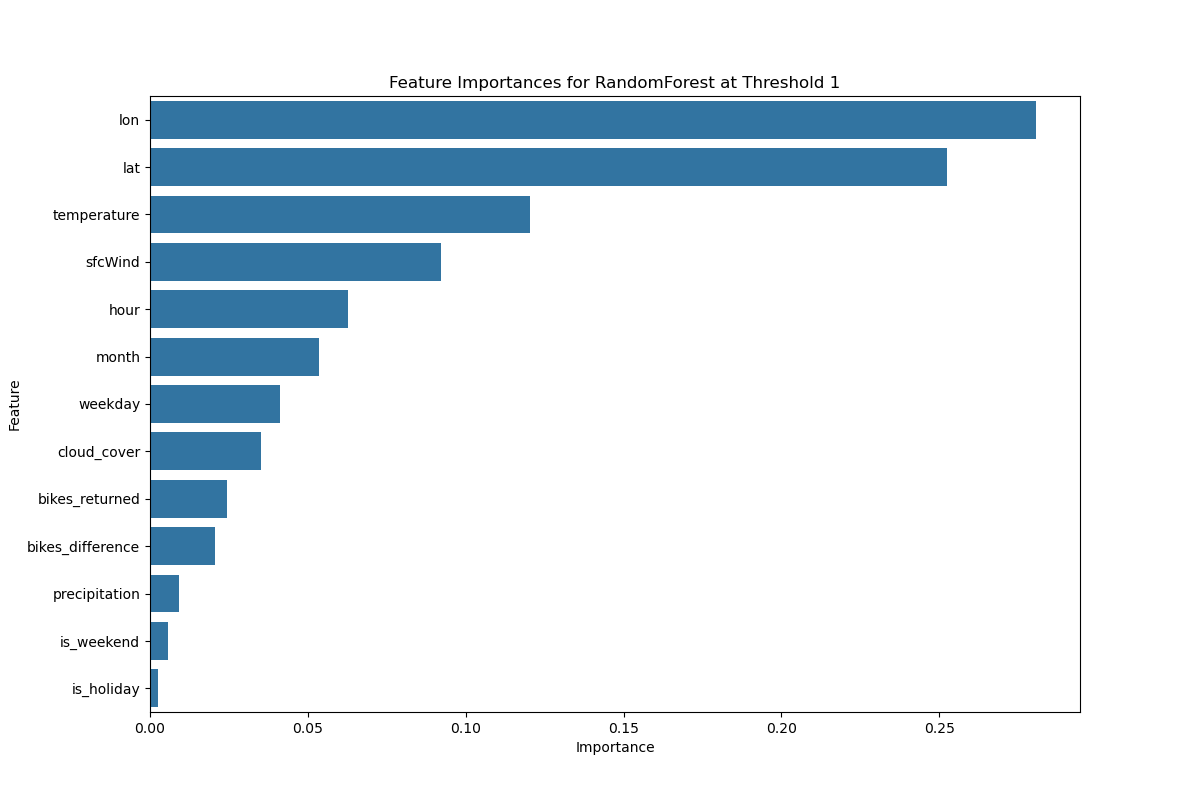 Feature Importances for RandomForest at Threshold 1
lon
lat
temperature
sfcWind
hour
month
weekday
cloud_cover
bikes_returned
bikes_difference
precipitation
is_weekend
is_holiday
Feature
0.00 0.05 0.10 0.15 0.20 0.25
Importance